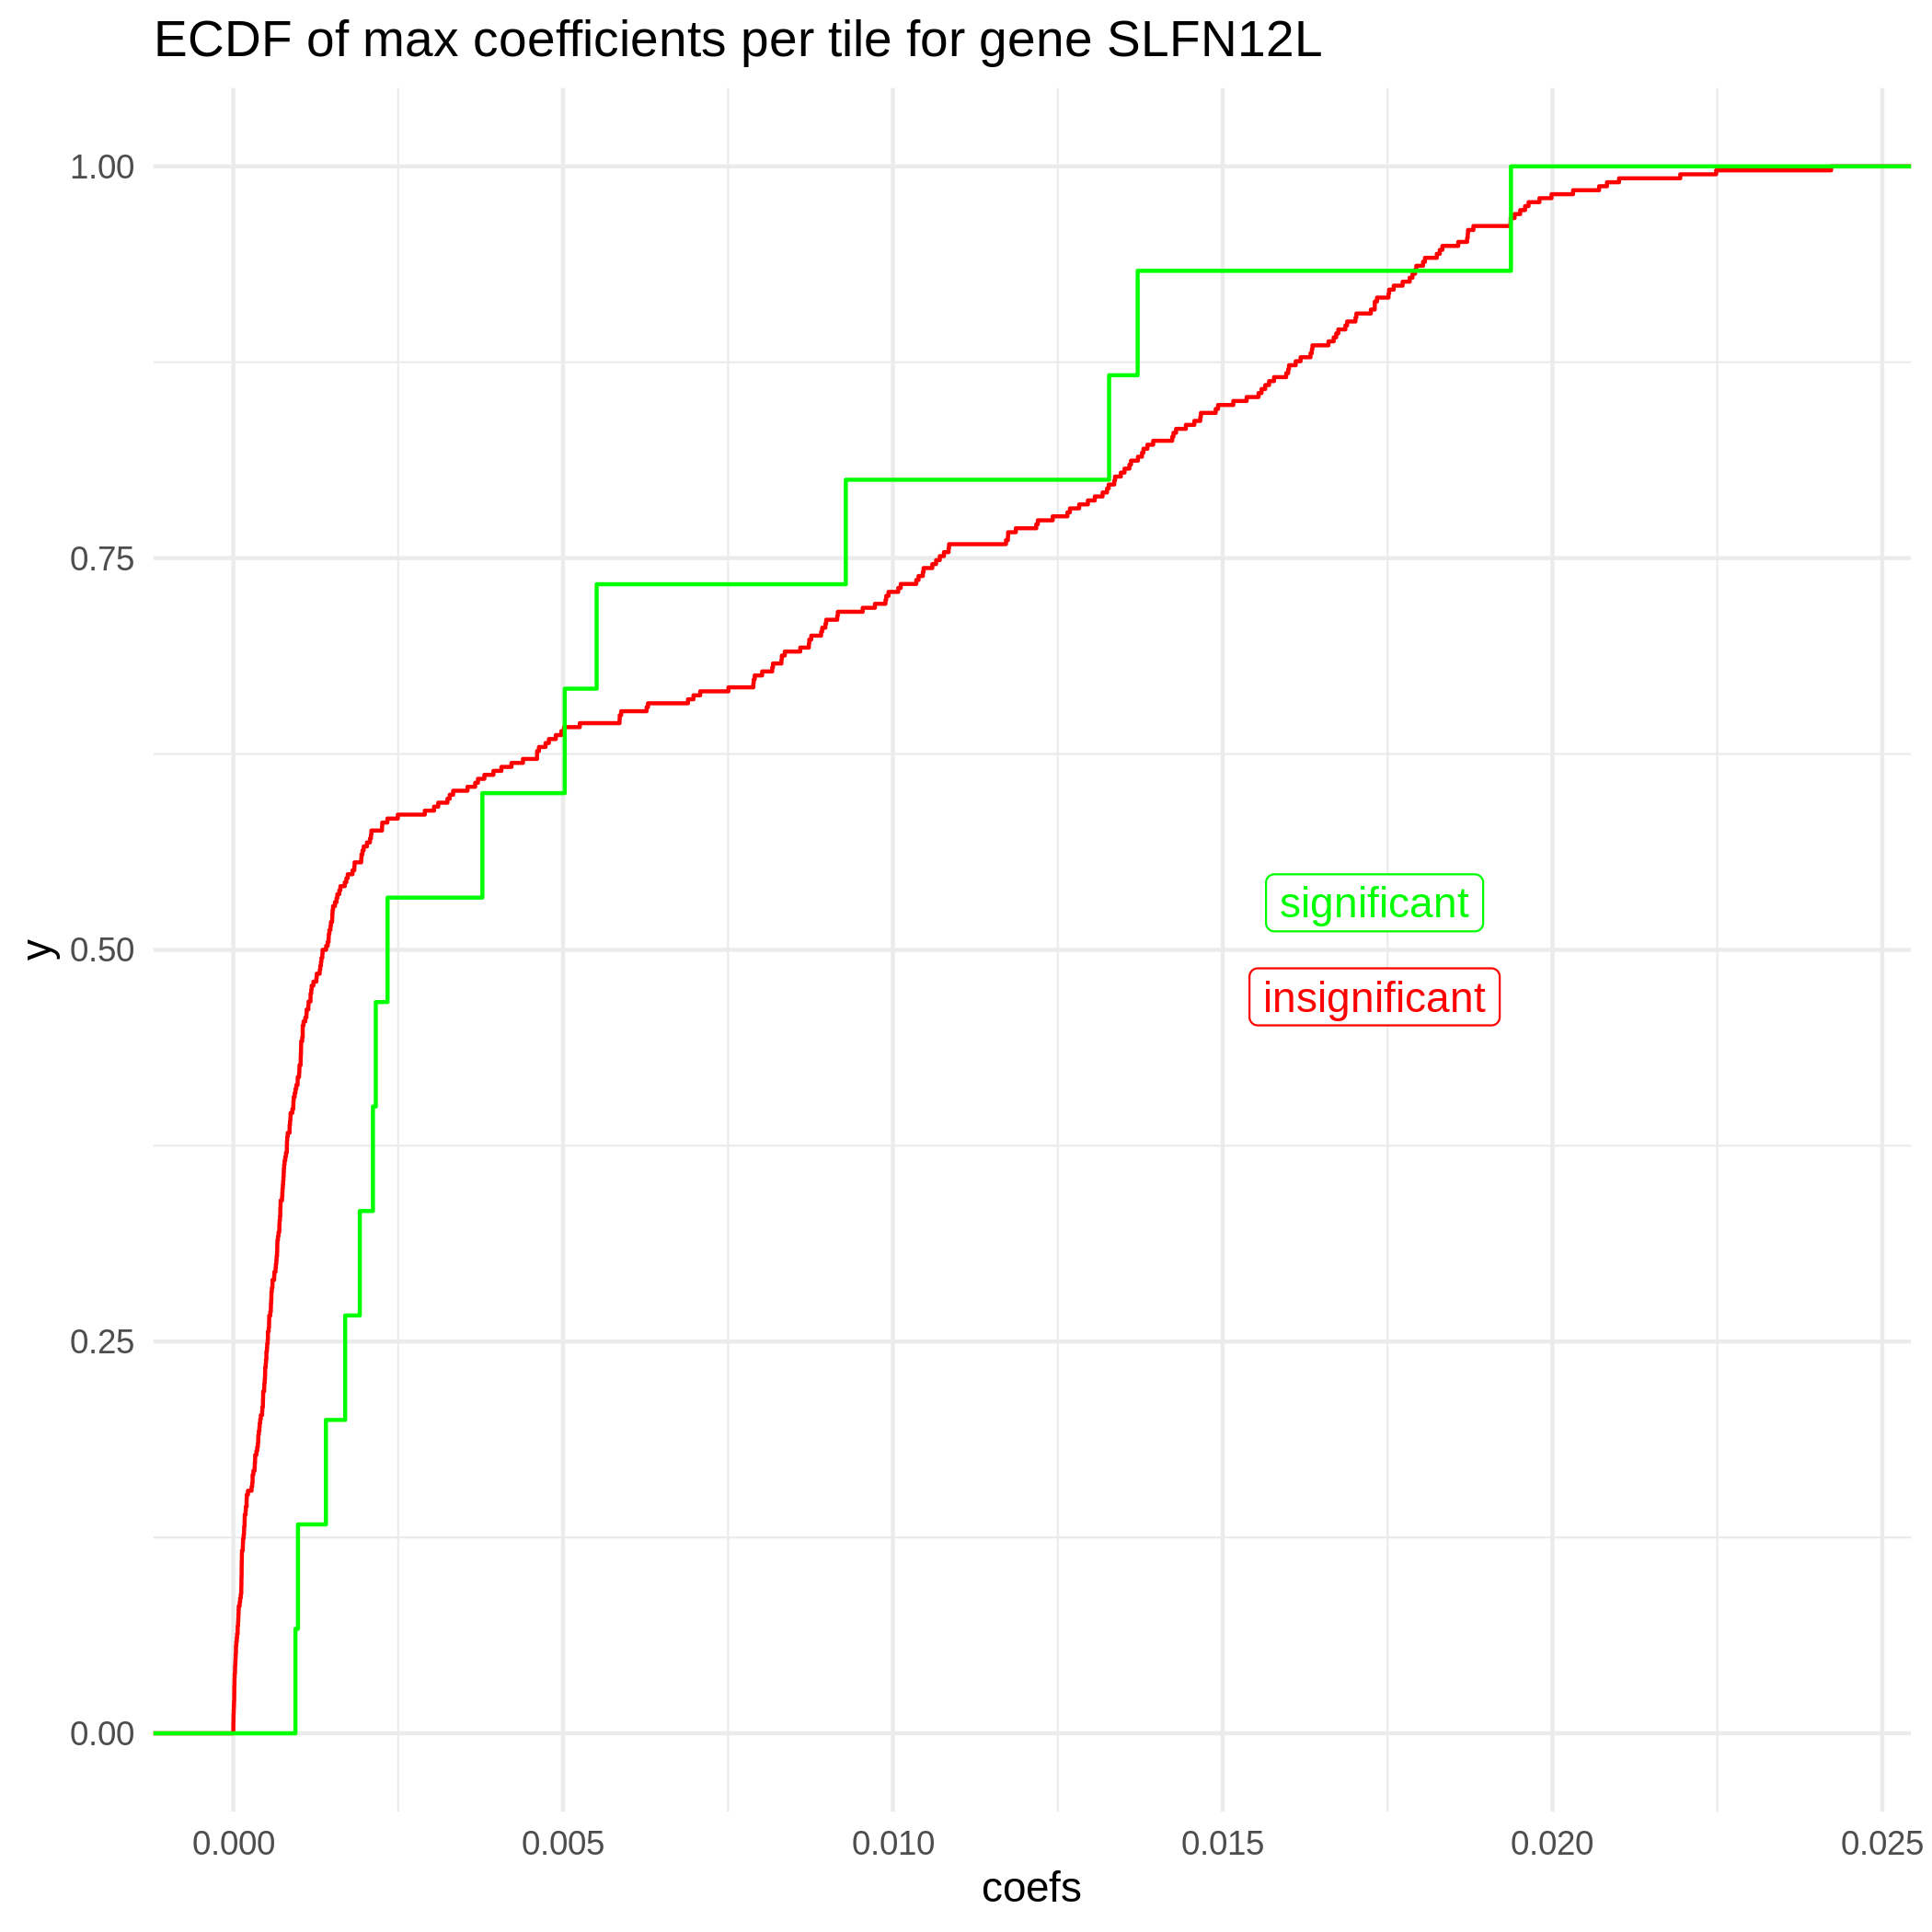 ECDF of max coefficients per tile for gene SLFN12L
1.00
0.75
0.50
0.25
0.00
y
significant
insignificant
0.000 0.005 0.010 0.015 0.020 0.025
coefs